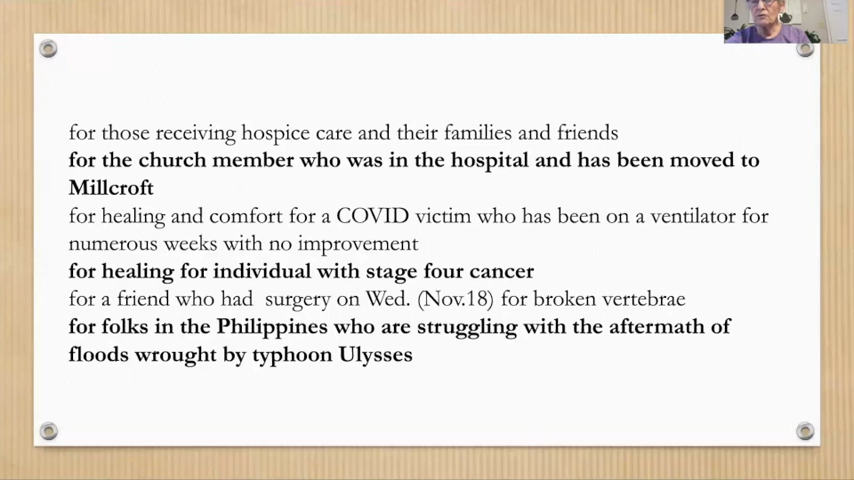 for those receiving hospice care and their families and friends
for the church member who was in the hospital and has been moved to
Millcroft
for healing and comfort for a COVID victim who has been on a ventilator for
numerous weeks with no improvement
for healing for individual with stage four cancer
for a friend who had  surgery on Wed. (Nov.18) for broken vertebrae
for folks in the Philippines who are struggling with the aftermath of
floods wrought by typhoon Ulysses